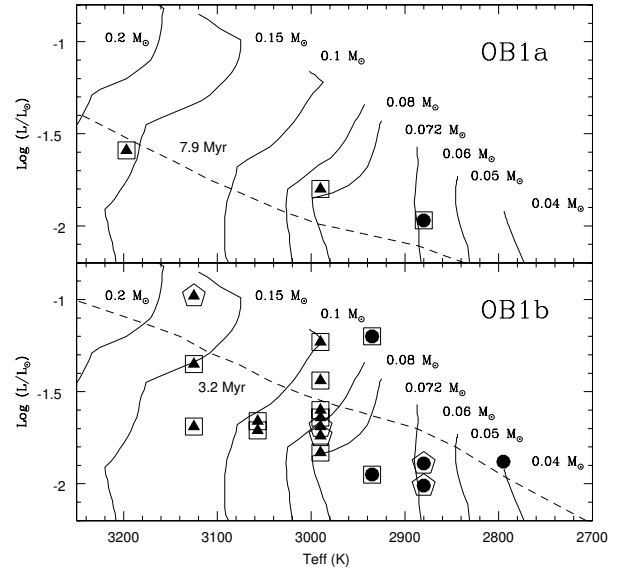 -1
-1.5
-2
Log (L/L⊙)
0.2 M⊙
0.15 M⊙
0.1 M⊙
0.08 M⊙
0.072 M⊙
0.06 M⊙
0.05 M⊙
0.04 M⊙
OB1a
7.9 Myr
-1
-1.5
-2
Log (L/L⊙)
0.2 M⊙
0.15 M⊙
0.1 M⊙
0.08 M⊙
0.072 M⊙
0.06 M⊙
0.05 M⊙
0.04 M⊙
OB1b
3.2 Myr
3200 3100 3000 2900 2800 2700
Teff (K)